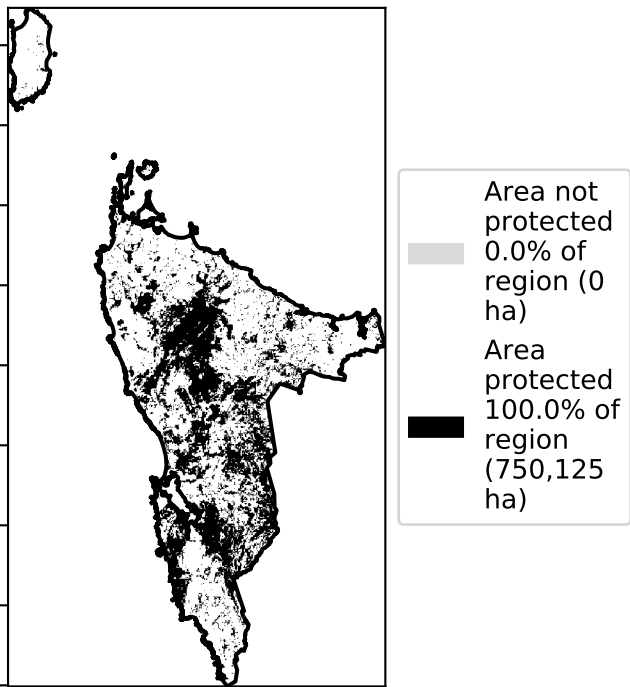 Area not
protected
0.0% of
region (0
ha)
Area
protected
100.0% of
region
(750,125
ha)